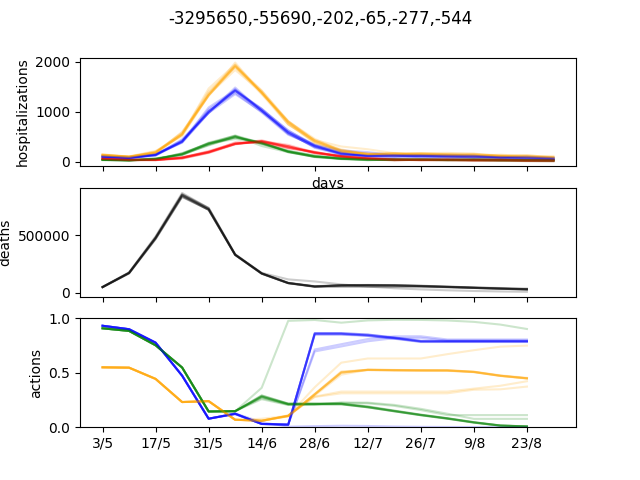 -3295650,-55690,-202,-65,-277,-544
hospitalizations
2000
1000
0
days
deaths
500000
0
actions
1.0
0.5
0.0
3/5 17/5 31/5 14/6 28/6 12/7 26/7 9/8 23/8